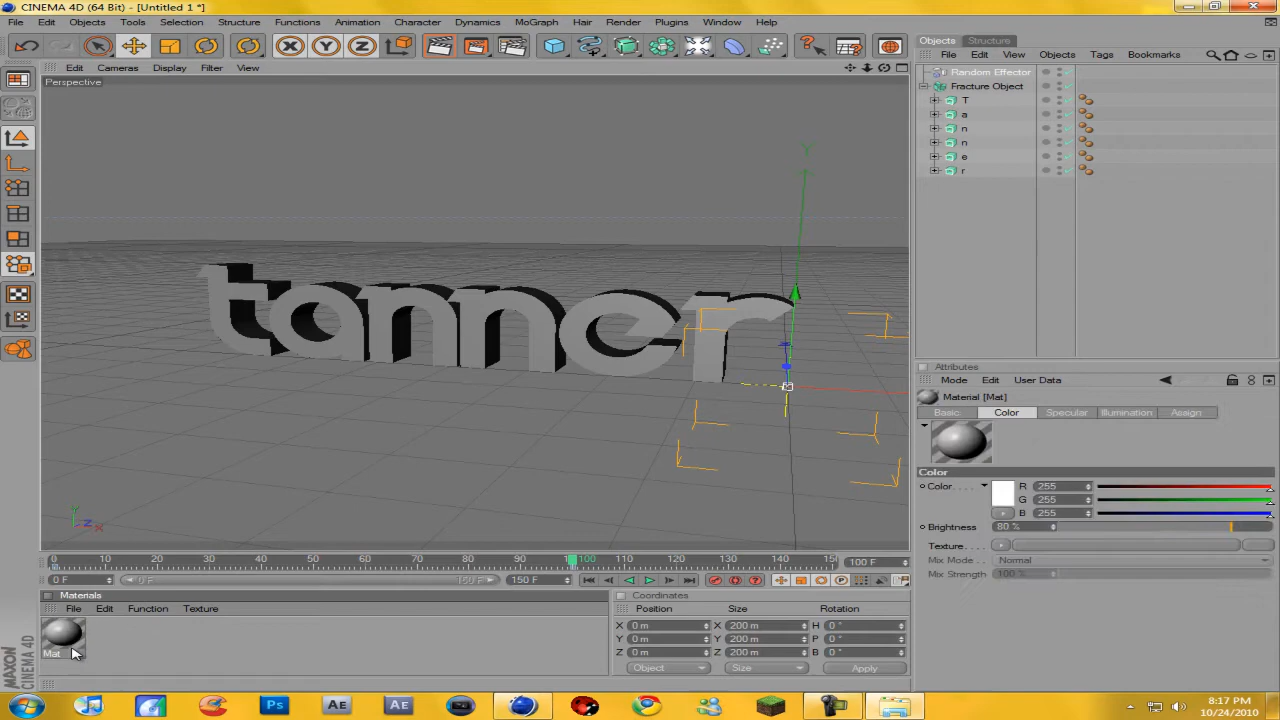 CINEMA 4D (64 Bit) - [Untitled 1 *]
File Edit Objects Tools Selection Structure Functions Animation Character Dynamics MoGraph Hair Render Plugins Window Help
Objects Structure
File Edit View Objects Tags Bookmarks
Edit Cameras Display Filter View
Perspective
Random Effector
Fracture Object
T
a
n
n
e
r
Y
tanner
Y
Z X
Attributes
Mode Edit User Data
Material [Mat]
Basic Color Specular Illumination Assign
Color
Color R 255
G 255
B 255
Brightness 80 %
Texture
Mix Mode Normal
Mix Strength 100 %
0 10 20 30 40 50 60 70 80 90 100 110 120 130 140 150 100 F
0 F 0 F 150 F 150 F
Materials
File Edit Function Texture
Mat
Coordinates
Position Size Rotation
X 0 m X 200 m H 0 °
Y 0 m Y 200 m P 0 °
Z 0 m Z 200 m B 0 °
Object Size Apply
MAXON
CINEMA 4D
Ps AE AE
8:17 PM
10/24/2010